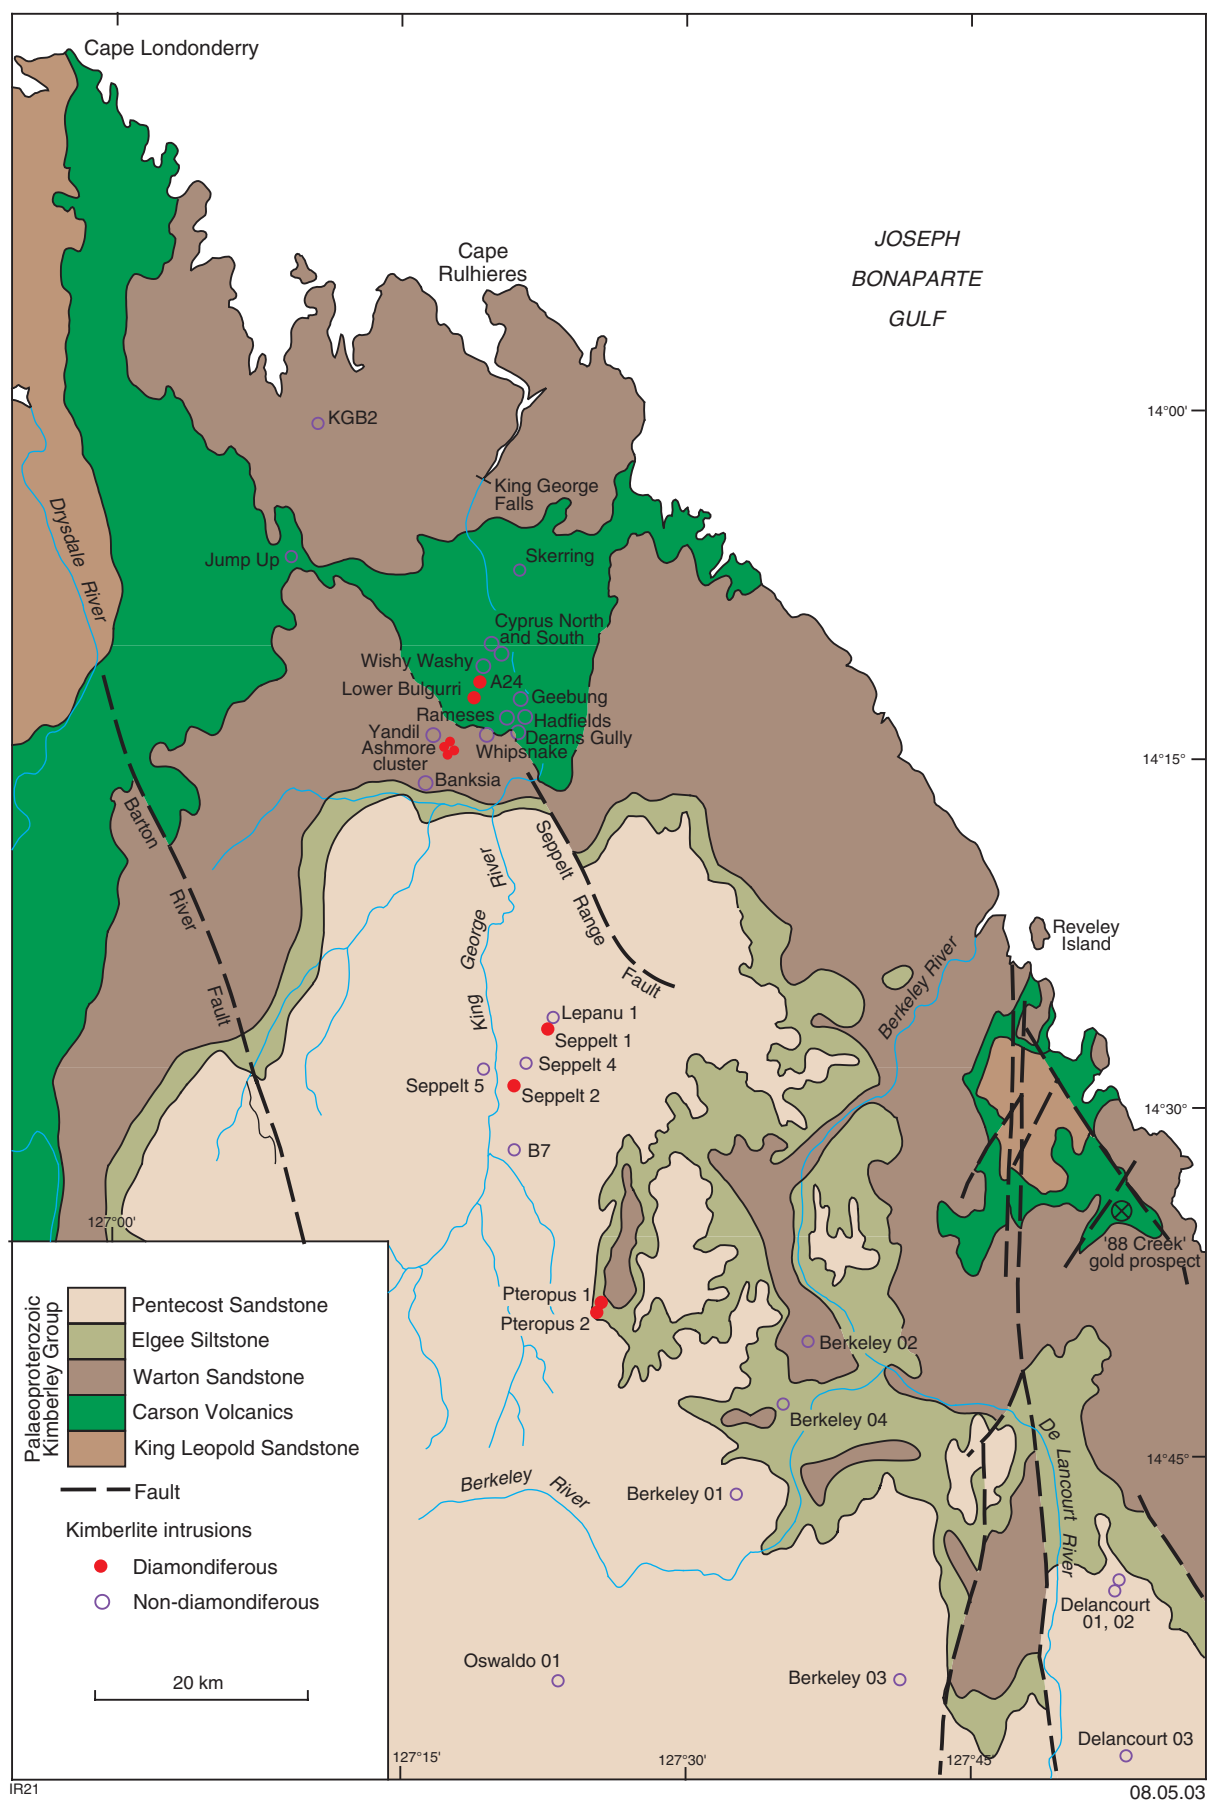 Cape Londonderry
Cape
Rulhieres
JOSEPH
BONAPARTE
GULF
14°00'
KGB2
King George
Falls
Drysdale River
Jump Up
Skerring
Cyprus North
and South
Wishy Washy
A24
Lower Bulgurri
Geebung
Rameses
Hadfields
Yandil
Dearns Gully
Ashmore
cluster
Whipsnake
14°15°
Banksia
Barton River Fault
Seppelt Range Fault
King George River
Reveley
Island
Berkeley River
Lepanu 1
Seppelt 1
Seppelt 4
Seppelt 5
Seppelt 2
14°30°
B7
127°00'
'88 Creek'
gold prospect
Pteropus 1
Pteropus 2
Berkeley 02
Berkeley 04
De Lancourt River
14°45°
Berkeley River
Berkeley 01
Delancourt
01, 02
Oswaldo 01
Berkeley 03
Delancourt 03
127°15'
127°30'
127°45'
Palaeoproterozoic
Kimberley Group
Pentecost Sandstone
Elgee Siltstone
Warton Sandstone
Carson Volcanics
King Leopold Sandstone
Fault
Kimberlite intrusions
Diamondiferous
Non-diamondiferous
20 km
IR21
08.05.03